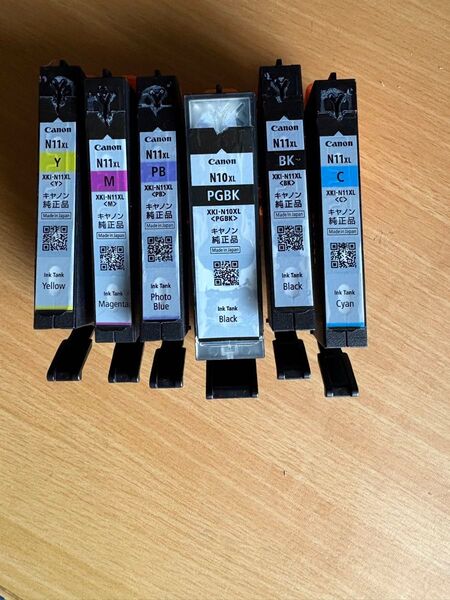 Canon
N11XL
Y
XKI-N11XL
<Y>
キヤノン
純正品
Made in Japan
Ink Tank
Yellow
Canon
N11XL
M
XKI-N11XL
<M>
キヤノン
純正品
Made in Japan
Ink Tank
Magenta
Canon
N11XL
PB
XKI-N11XL
<PB>
キヤノン
純正品
Made in Japan
Ink Tank
Photo
Blue
Canon
N10XL
PGBK
XKI-N10XL
<PGBK>
キヤノン
純正品
Made in Japan
Ink Tank
Black
Canon
N11XL
BK
XKI-N11XL
<BK>
キヤノン
純正品
Made in Japan
Ink Tank
Black
Canon
N11XL
C
XKI-N11XL
<C>
キヤノン
純正品
Made in Japan
Ink Tank
Cyan